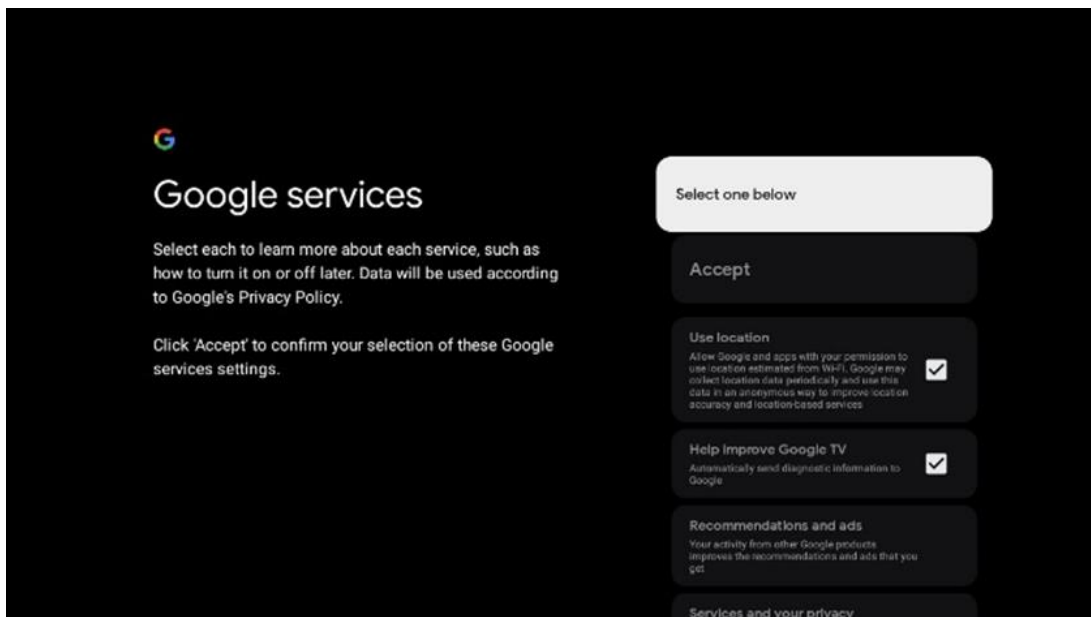 Google services
Select each to learn more about each service, such as
how to turn it on or off later. Data will be used according
to Google's Privacy Policy.
Click 'Accept' to confirm your selection of these Google
services settings.
Select one below
Accept
Use location
Allow Google and apps with your permission to
use location estimated from Wi-Fi. Google may
collect location data periodically and use this
data in an anonymous way to improve location
accuracy and location-based services
Help improve Google TV
Automatically send diagnostic information to
Google
Recommendations and ads
Your activity from other Google products
improves the recommendations and ads that you
get
Services and your privacy